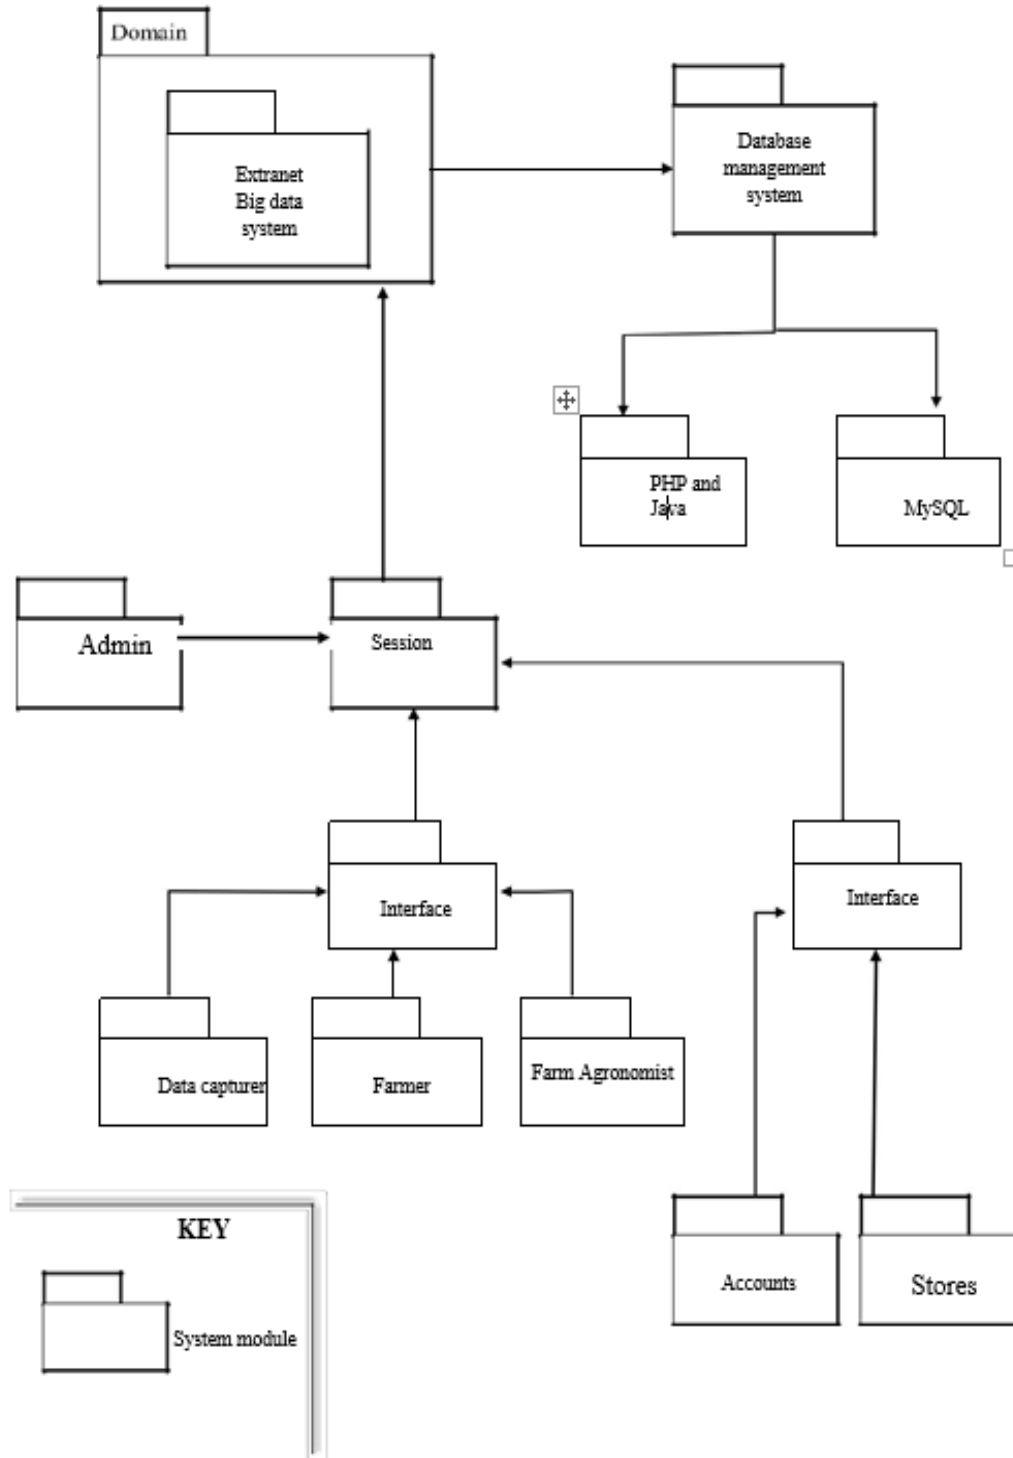 Domain
Extranet
Big data
system
Database
management
system
PHP and
Java
MySQL
Admin
Session
Interface
Interface
Data capturer
Farmer
Farm Agronomist
KEY
System module
Accounts
Stores